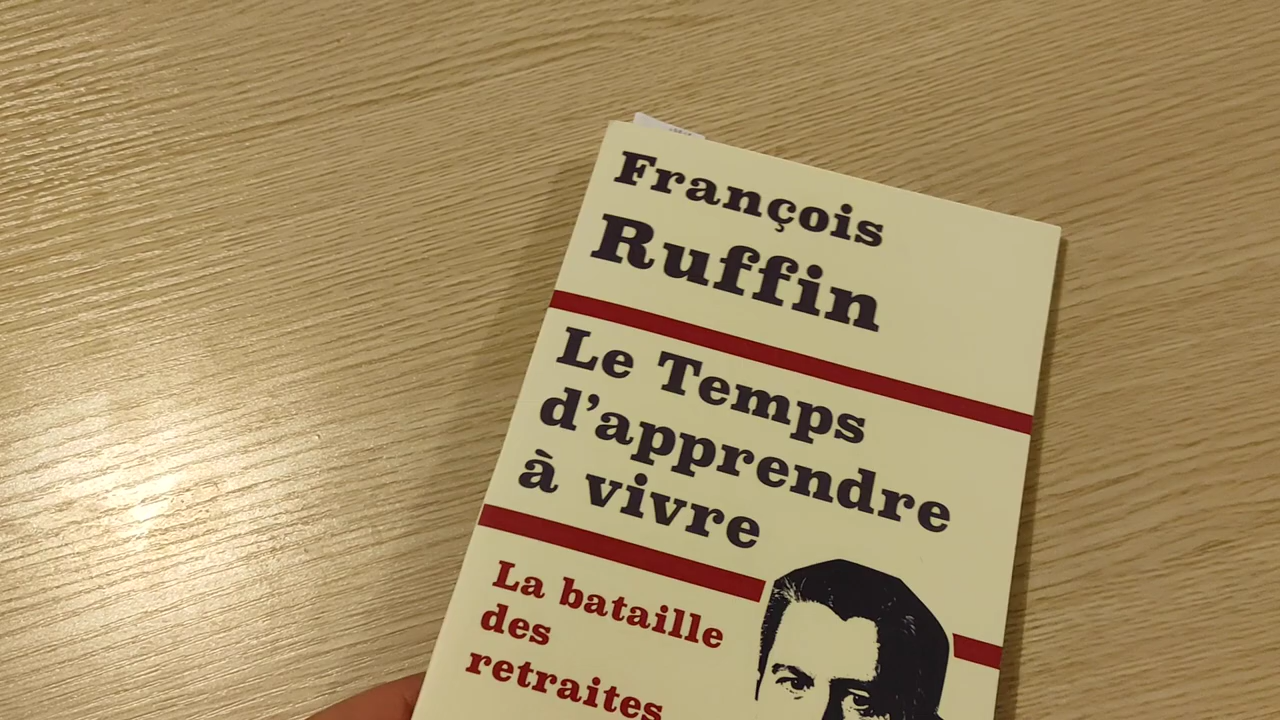 François
Ruffin
Le Temps
d'apprendre
à vivre
La bataille
des
retraites